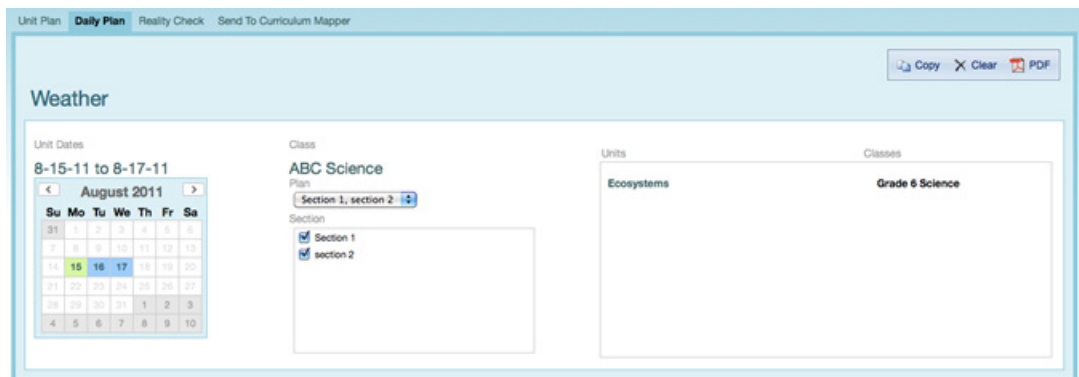 Unit Plan Daily Plan Reality Check Send To Curriculum Mapper
Copy Clear PDF
Weather
Unit Dates
8-15-11 to 8-17-11
< August 2011 >
Su Mo Tu We Th Fr Sa
31 1 2 3 4 5 6
7 8 9 10 11 12 13
14 15 16 17 18 19 20
21 22 23 24 25 26 27
28 29 30 31 1 2 3
4 5 6 7 8 9 10
Class
ABC Science
Plan
Section 1, section 2
Section
Section 1
section 2
Units Classes
Ecosystems Grade 6 Science